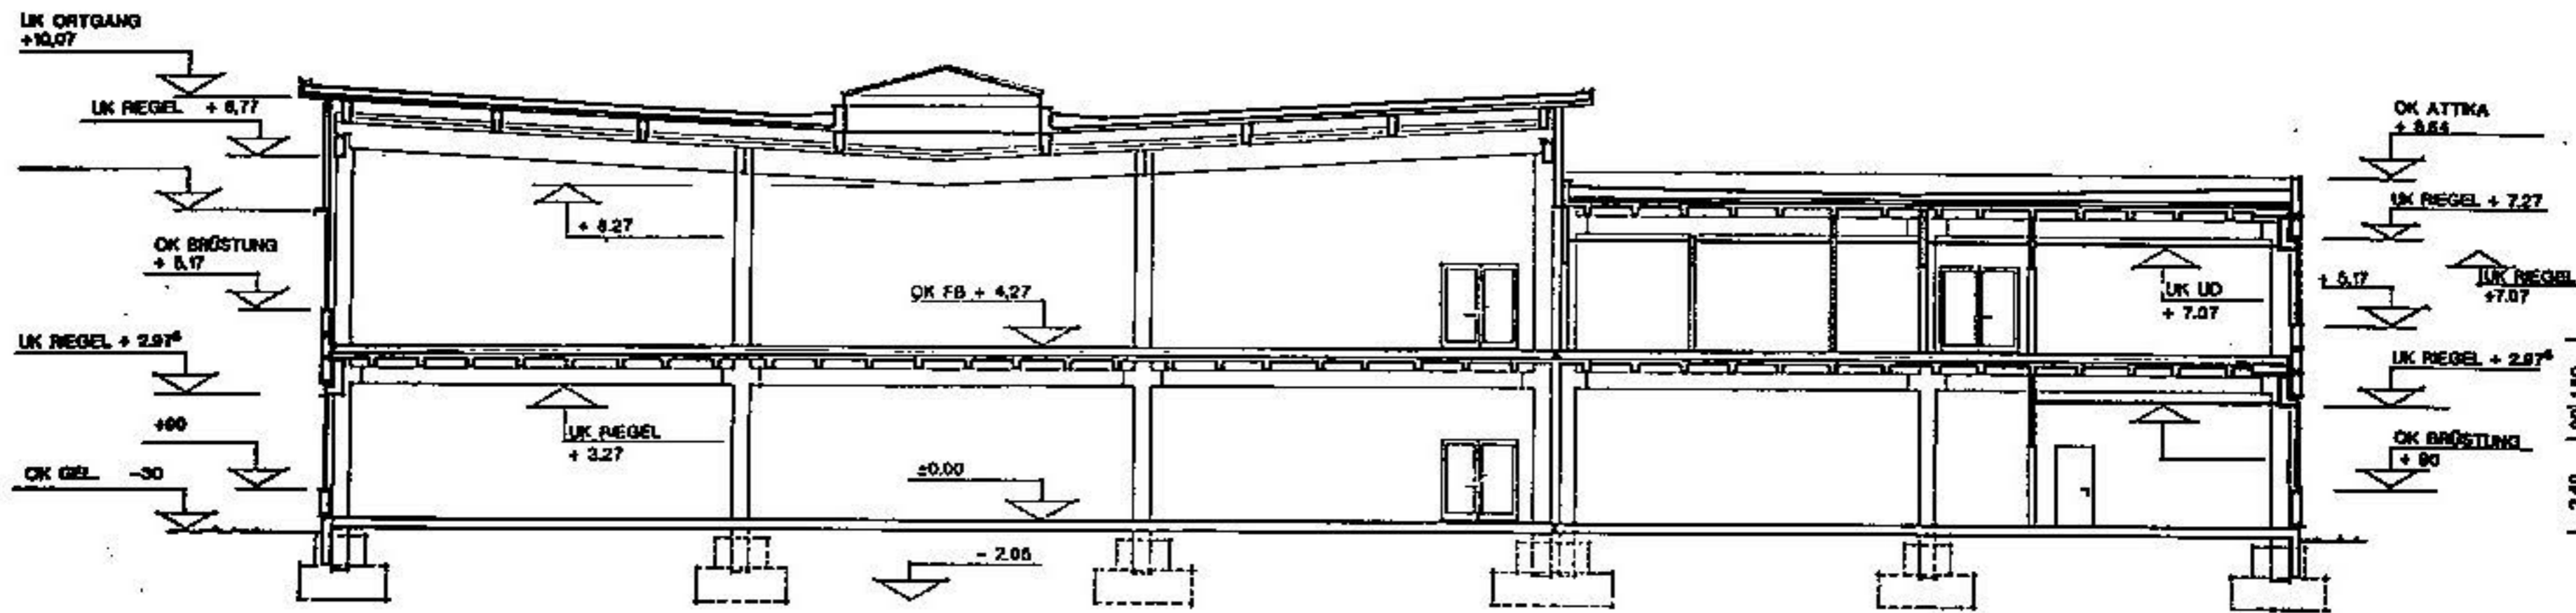 UK ORTGANG
+10,07
UK RIEGEL + 8,77
OK BRÜSTUNG
+ 5,17
UK RIEGEL + 2.97⁵
+90
OK GEL. -30
+ 8.27
OK FB + 4,27
UK RIEGEL
+ 3.27
±0.00
- 2.05
UK UD
+ 7.07
OK ATTIKA
+ 8.64
UK RIEGEL + 7.27
+ 5.17
UK RIEGEL
+7.07
UK RIEGEL + 2.97⁵
OK BRÜSTUNG
+ 90